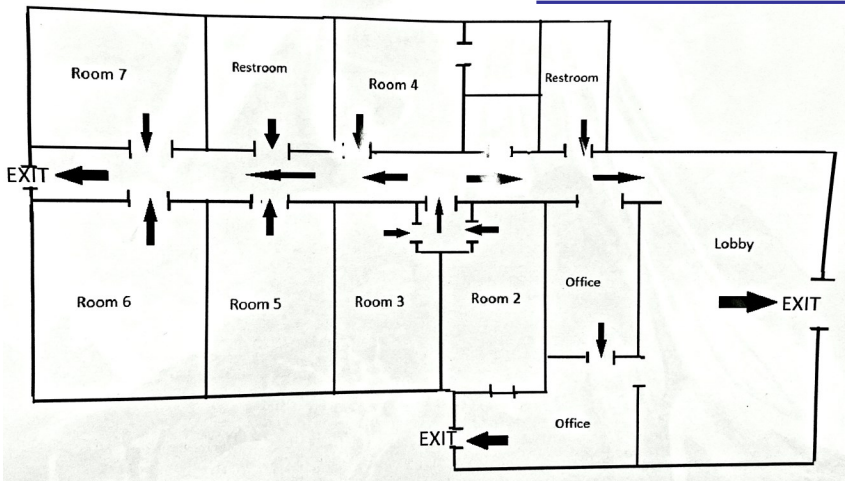 Room 7
Restroom
Room 4
Restroom
EXIT
Lobby
Room 6
Room 5
Room 3
Room 2
Office
EXIT
Office
EXIT